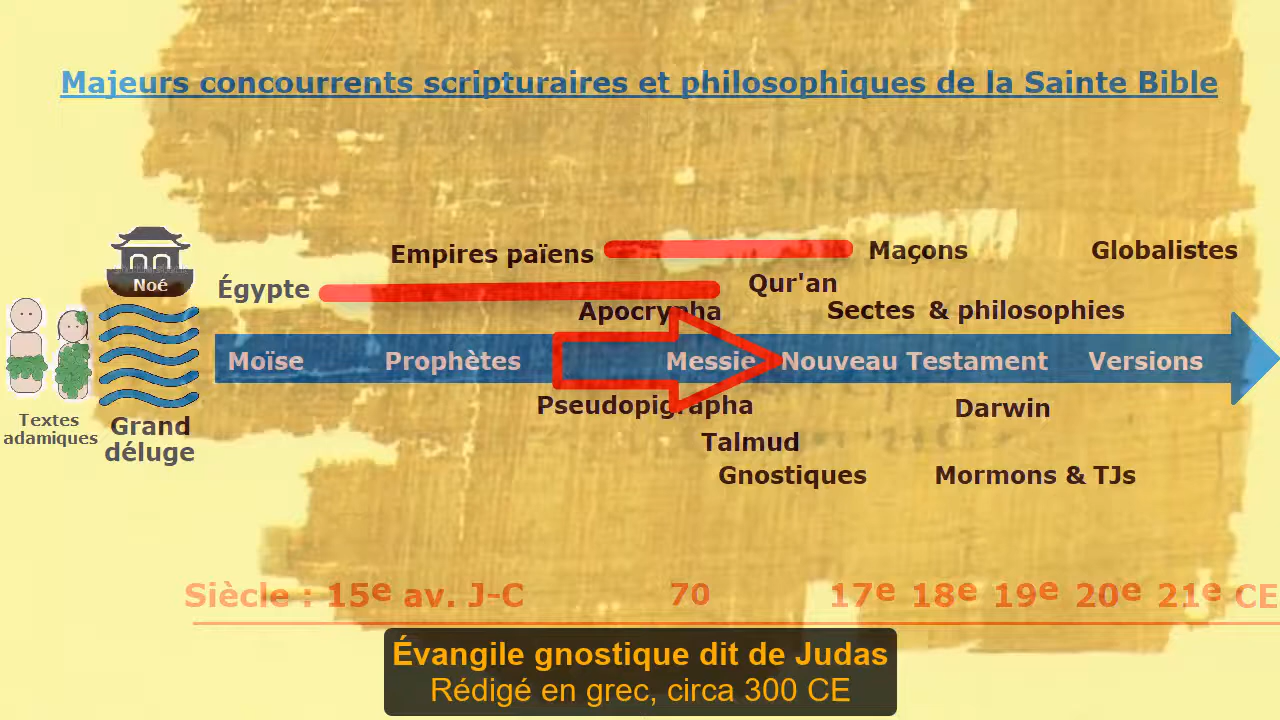 Majeurs concourrents scripturaires et philosophiques de la Sainte Bible
Empires païens
Maçons
Globalistes
Noé
Égypte
Qur'an
Apocrypha
Sectes & philosophies
Moïse
Prophètes
Messie
Nouveau Testament
Versions
Pseudopigrapha
Darwin
Textes
adamiques
Grand
déluge
Talmud
Gnostiques
Mormons & TJs
Siècle : 15e av. J-C
70
17e 18e 19e 20e 21e CE
Évangile gnostique dit de Judas
Rédigé en grec, circa 300 CE